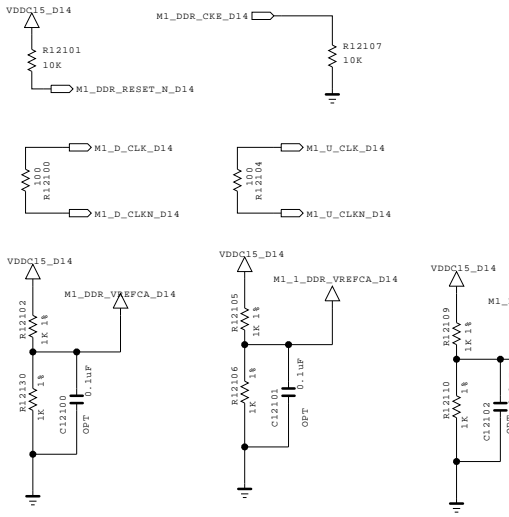 VDDC15_D14
R12101
10K
M1_DDR_RESET_N_D14
M1_DDR_CKE_D14
R12107
10K
M1_D_CLK_D14
100
R12100
M1_D_CLKN_D14
M1_U_CLK_D14
100
R12104
M1_U_CLKN_D14
VDDC15_D14
M1_DDR_VREFCA_D14
R12102
1K 1%
R12130
1K 1%
C12100
0.1uF
OPT
VDDC15_D14
M1_1_DDR_VREFCA_D14
R12105
1K 1%
R12106
1K 1%
C12101
0.1uF
OPT
VDDC15_D14
R12109
1K 1%
R12110
1K 1%
C12102